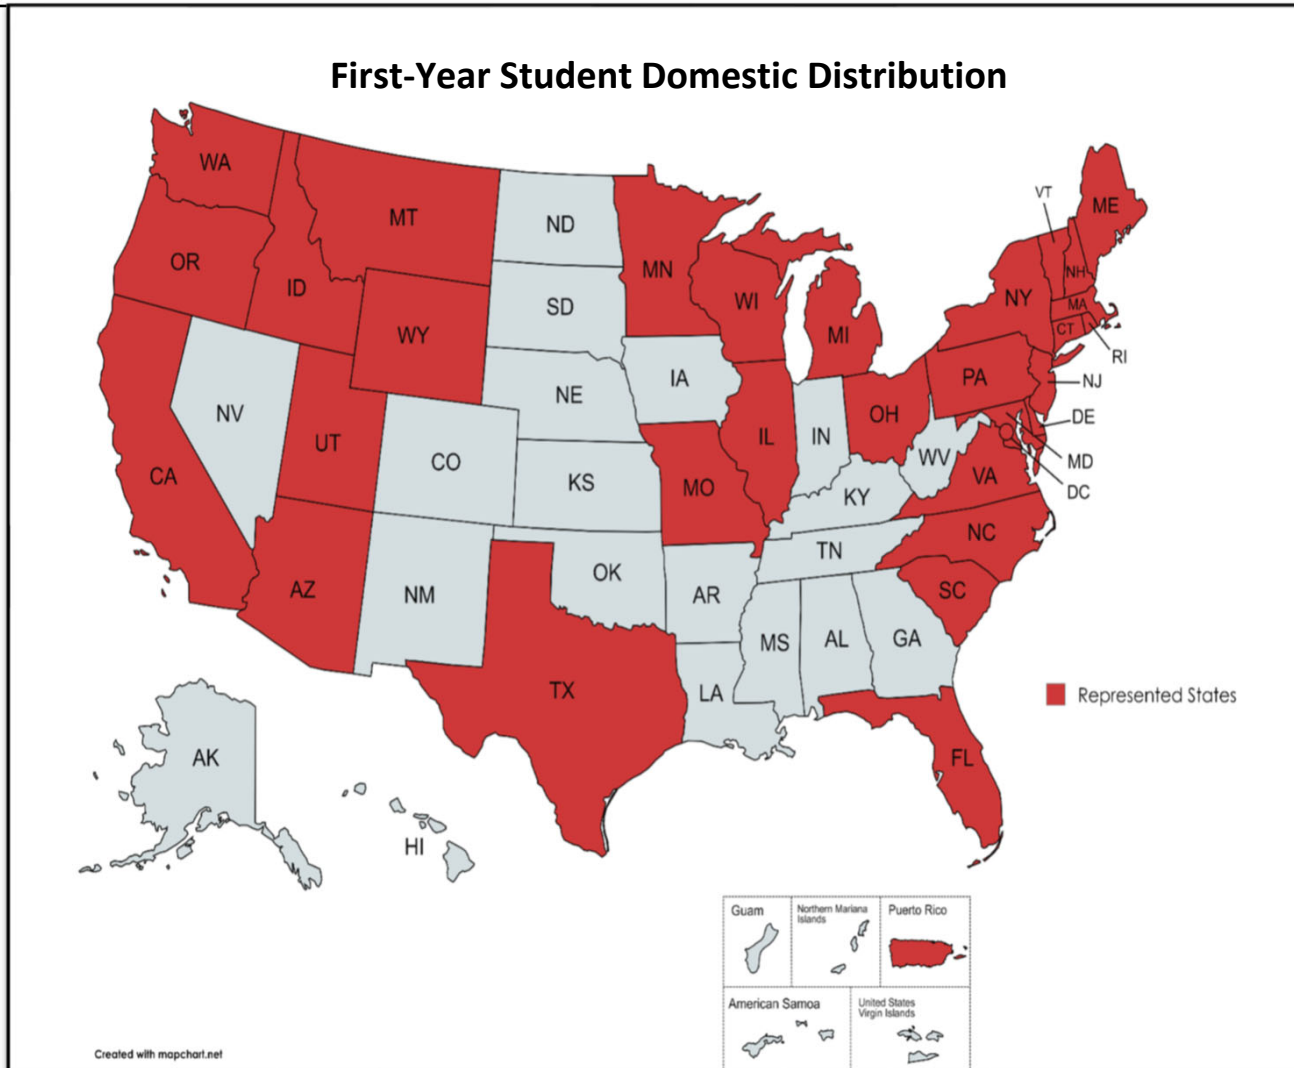 First-Year Student Domestic Distribution
WA
MT
ND
MN
VT
ME
OR
ID
SD
WI
NY
NH
MA
WY
MI
CT
RI
NE
IA
PA
NJ
NV
UT
CO
IL
IN
OH
DE
CA
KS
MO
KY
WV
VA
MD
DC
AZ
NM
OK
AR
TN
NC
SC
MS
AL
GA
TX
LA
Represented States
FL
AK
HI
Guam
Northern Mariana
Islands
Puerto Rico
American Samoa
United States
Virgin Islands
Created with mapchart.net